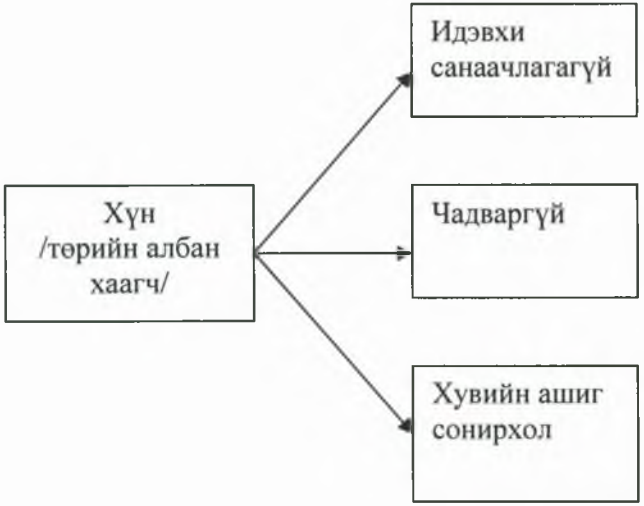 Идэвхи
санаачлагагүй
Хүн
/төрийн албан
хаагч/
Чадваргүй
Хувийн ашиг
сонирхол